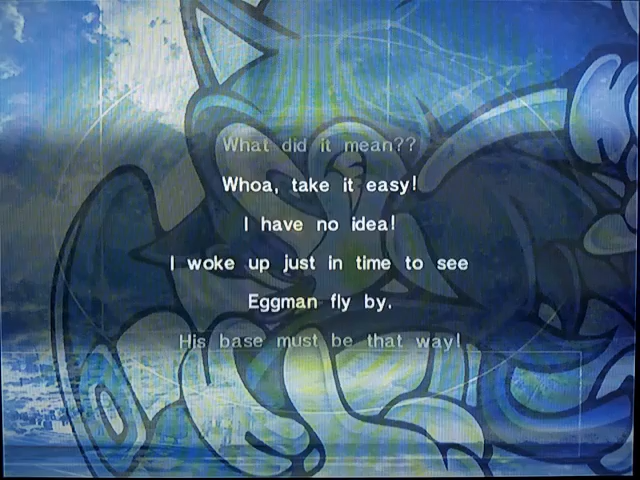 What did it mean??
Whoa, take it easy!
I have no idea!
I woke up just in time to see
Eggman fly by.
His base must be that way!